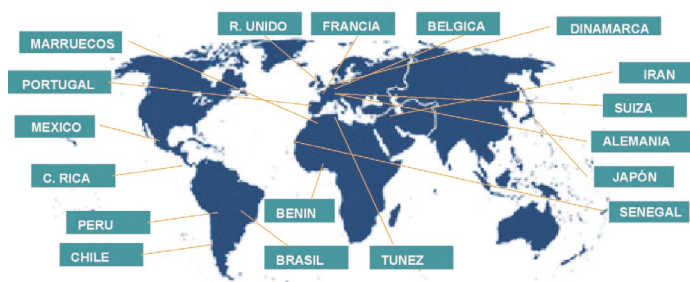 R. UNIDO
FRANCIA
BELGICA
DINAMARCA
MARRUECOS
IRAN
PORTUGAL
SUIZA
MEXICO
ALEMANIA
C. RICA
JAPÓN
BENIN
SENEGAL
PERU
CHILE
BRASIL
TUNEZ